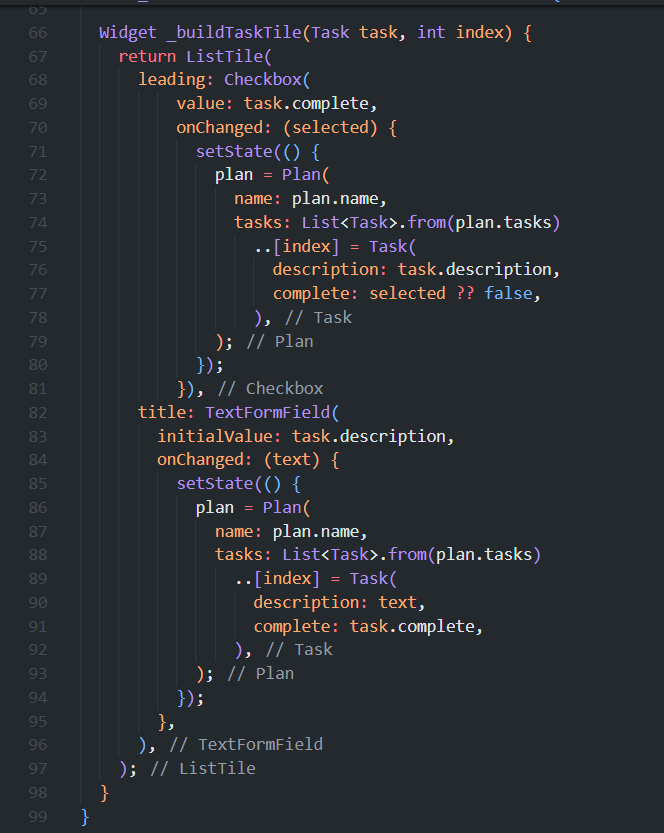 65
66 Widget _buildTaskTile(Task task, int index) {
67 return ListTile(
68 leading: Checkbox(
69 value: task.complete,
70 onChanged: (selected) {
71 setState(() {
72 plan = Plan(
73 name: plan.name,
74 tasks: List<Task>.from(plan.tasks)
75 ..[index] = Task(
76 description: task.description,
77 complete: selected ?? false,
78 ), // Task
79 ); // Plan
80 });
81 }), // Checkbox
82 title: TextFormField(
83 initialValue: task.description,
84 onChanged: (text) {
85 setState(() {
86 plan = Plan(
87 name: plan.name,
88 tasks: List<Task>.from(plan.tasks)
89 ..[index] = Task(
90 description: text,
91 complete: task.complete,
92 ), // Task
93 ); // Plan
94 });
95 },
96 ), // TextFormField
97 ); // ListTile
98 }
99 }